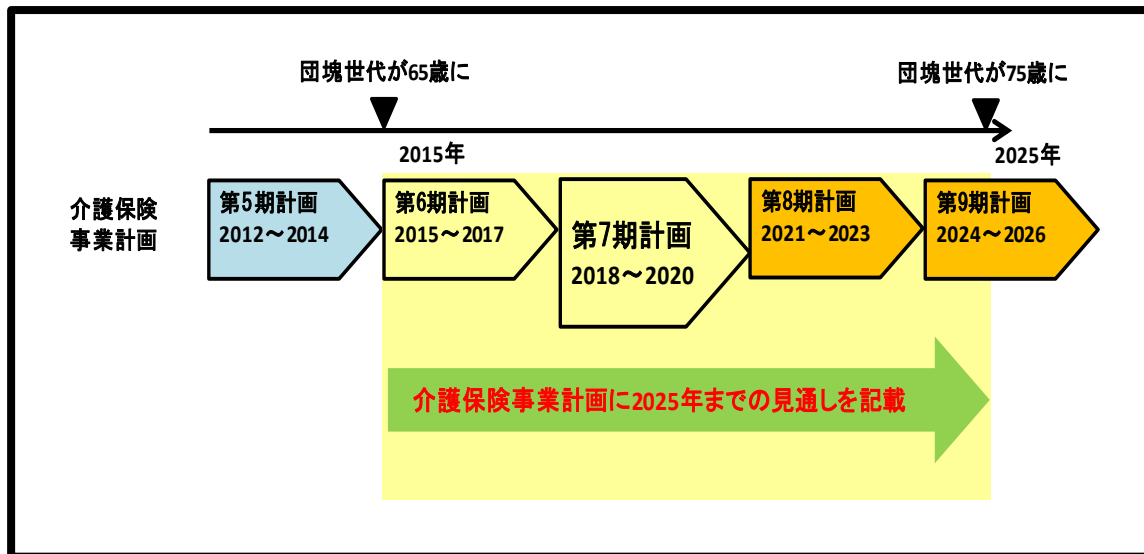 団塊世代が65歳に
団塊世代が75歳に
2015年
2025年
介護保険
事業計画
第5期計画
2012～2014
第6期計画
2015～2017
第7期計画
2018～2020
第8期計画
2021～2023
第9期計画
2024～2026
介護保険事業計画に2025年までの見通しを記載